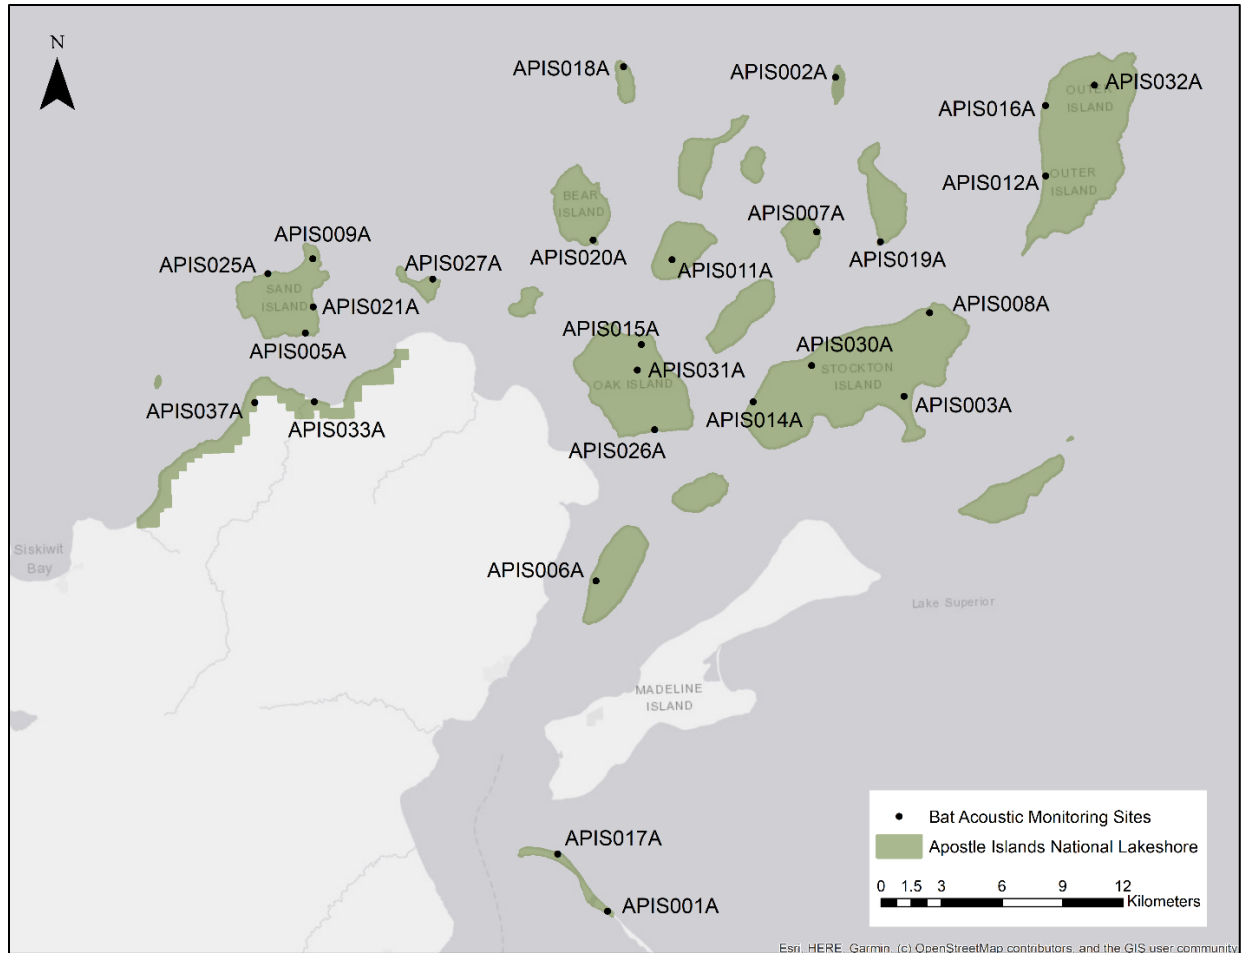 N
APIS018A
APIS002A
OUTER
ISLAND
APIS032A
APIS016A
APIS012A
OUTER
ISLAND
BEAR
ISLAND
APIS007A
APIS009A
APIS020A
APIS019A
APIS025A
APIS027A
APIS011A
SAND
ISLAND
APIS021A
APIS008A
APIS005A
APIS015A
APIS030A
APIS031A
STOCKTON
ISLAND
OAK ISLAND
APIS037A
APIS033A
APIS014A
APIS003A
APIS026A
Siskiwit
Bay
APIS006A
Lake Superior
MADELINE
ISLAND
APIS017A
APIS001A
Bat Acoustic Monitoring Sites
Apostle Islands National Lakeshore
0 1.5 3 6 9 12
Kilometers
Esri, HERE, Garmin, (c) OpenStreetMap contributors, and the GIS user community